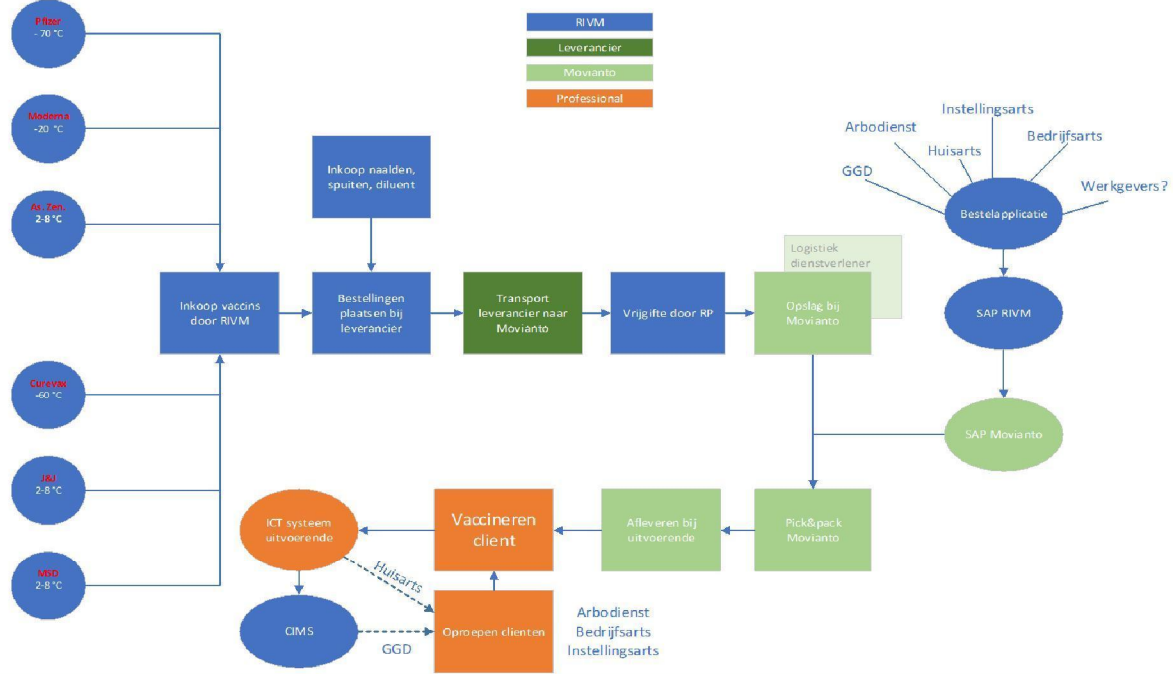 Pfizer
- 70 °C
Moderna
-20 °C
As. Zen.
2-8 °C
Curevax
-60 °C
J&J
2-8 °C
MSD
2-8 °C
RIVM
Leverancier
Movianto
Professional
Inkoop naalden,
spuiten, diluent
Inkoop vaccins
door RIVM
Bestellingen
plaatsen bij
leverancier
Transport
leverancier naar
Movianto
Vrijgifte door RP
Logistiek
dienstverlener
Opslag bij
Movianto
Instellingsarts
Arbodienst
Bedrijfsarts
Huisarts
GGD
Werkgevers?
Bestelapplicatie
SAP RIVM
SAP Movianto
Pick&pack
Movianto
Afleveren bij
uitvoerende
Vaccineren
client
ICT systeem
uitvoerende
Huisarts
CIMS
GGD
Oproepen clienten
Arbodienst
Bedrijfsarts
Instellingsarts